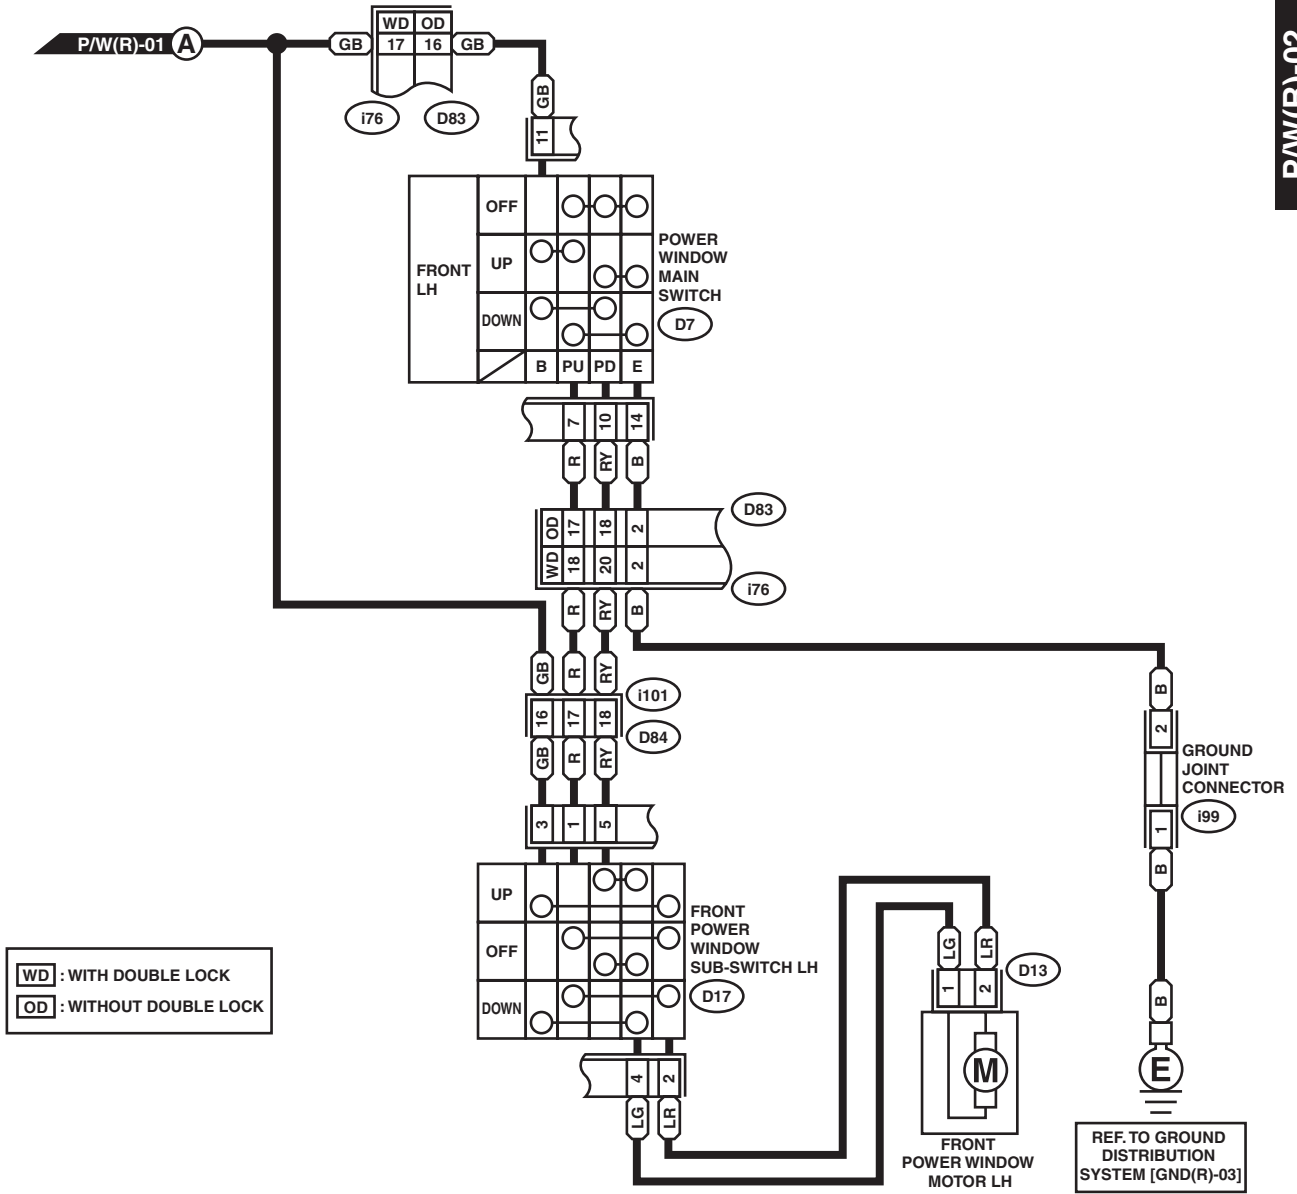 P/W(R)-01 A
GB
WD OD
17 16
GB
i76
D83
P/W(R)-02
GB
11
FRONT
LH
OFF
UP
DOWN
B PU PD E
POWER
WINDOW
MAIN
SWITCH
D7
7 10 14
R RY B
D83
OD 17 18 2
WD 18 20 2
i76
R RY B
GB R RY
i101
16 17 18
D84
GB R RY
3 1 5
UP
OFF
DOWN
FRONT
POWER
WINDOW
SUB-SWITCH LH
D17
4 2
LG LR
LG LR
D13
1 2
M
FRONT
POWER WINDOW
MOTOR LH
B
2
GROUND
JOINT
CONNECTOR
i99
1
B
B
E
REF. TO GROUND
DISTRIBUTION
SYSTEM [GND(R)-03]
WD : WITH DOUBLE LOCK
OD : WITHOUT DOUBLE LOCK